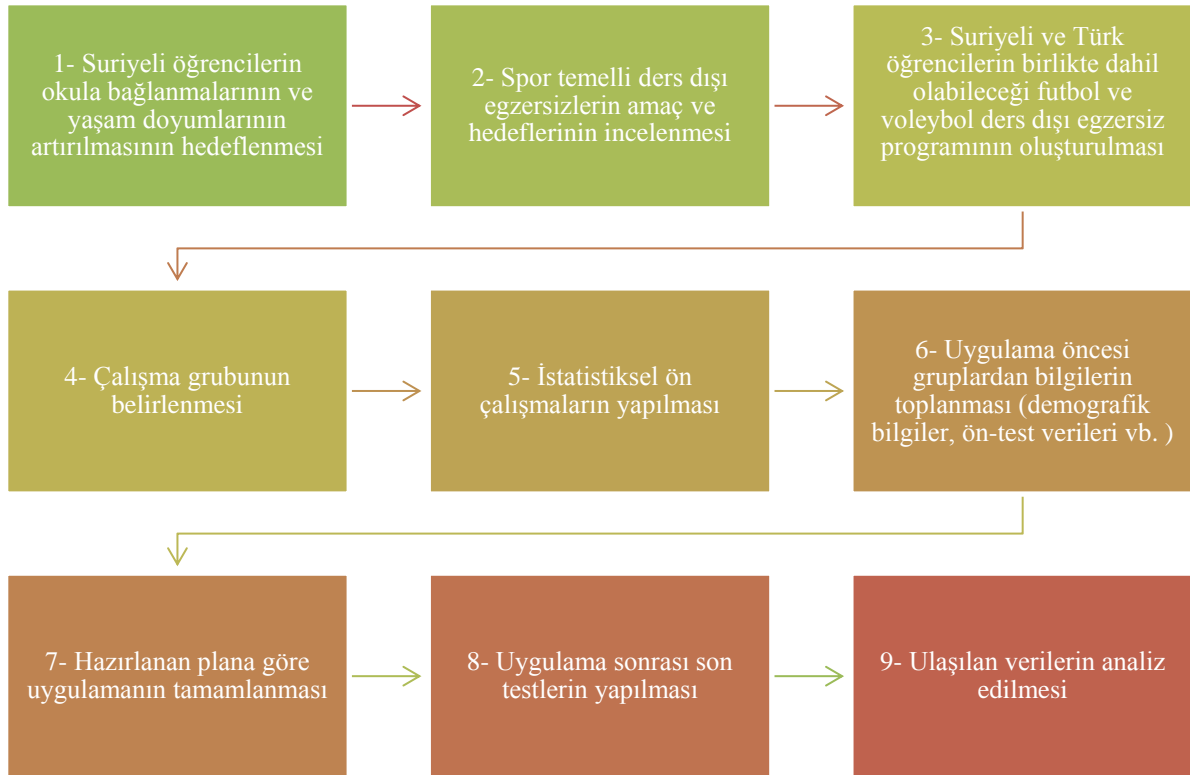 1- Suriyeli öğrencilerin
okula bağlanmalarının ve
yaşam doyumlarının
artırılmasının hedeflenmesi
2- Spor temelli ders dışı
egzersizlerin amaç ve
hedeflerinin incelenmesi
3- Suriyeli ve Türk
öğrencilerin birlikte dahil
olabileceği futbol ve
voleybol ders dışı egzersiz
programının oluşturulması
4- Çalışma grubunun
belirlenmesi
5- İstatistiksel ön
çalışmaların yapılması
6- Uygulama öncesi
gruplardan bilgilerin
toplanması (demografik
bilgiler, ön-test verileri vb. )
7- Hazırlanan plana göre
uygulamanın tamamlanması
8- Uygulama sonrası son
testlerin yapılması
9- Ulaşılan verilerin analiz
edilmesi